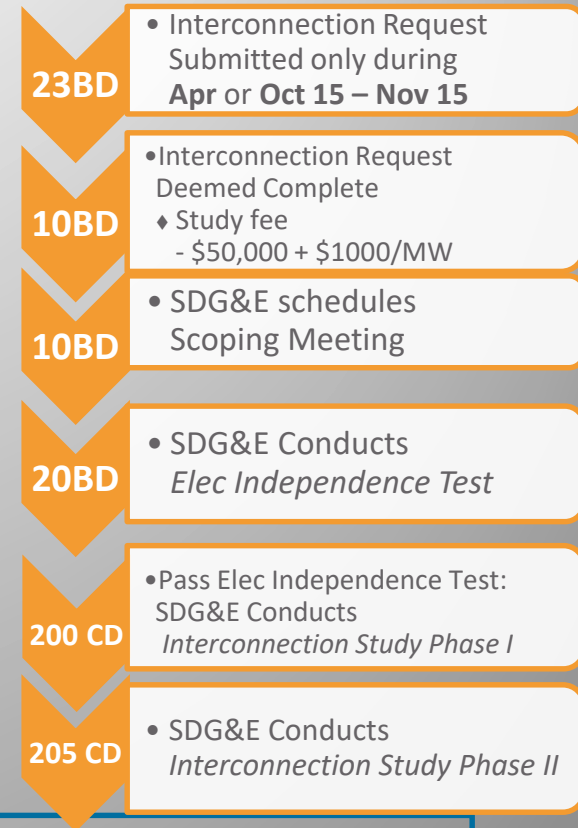 23BD
• Interconnection Request
Submitted only during
Apr or Oct 15 – Nov 15
10BD
•Interconnection Request
Deemed Complete
♦ Study fee
- $50,000 + $1000/MW
10BD
• SDG&E schedules
Scoping Meeting
20BD
• SDG&E Conducts
Elec Independence Test
200 CD
•Pass Elec Independence Test:
SDG&E Conducts
Interconnection Study Phase I
205 CD
• SDG&E Conducts
Interconnection Study Phase II